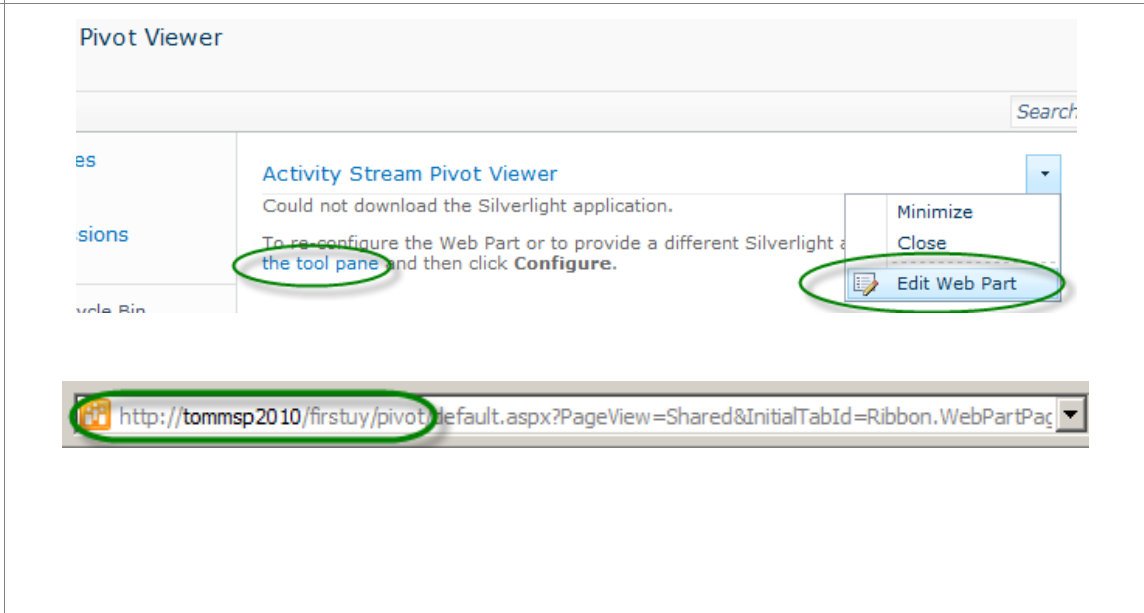 Pivot Viewer
Search
es
Activity Stream Pivot Viewer
Could not download the Silverlight application.
Minimize
sions
To re-configure the Web Part or to provide a different Silverlight a
Close
the tool pane and then click Configure.
Edit Web Part
ycle Bin
http://tommsp2010/firstuy/pivot/default.aspx?PageView=Shared&InitialTabId=Ribbon.WebPartPag